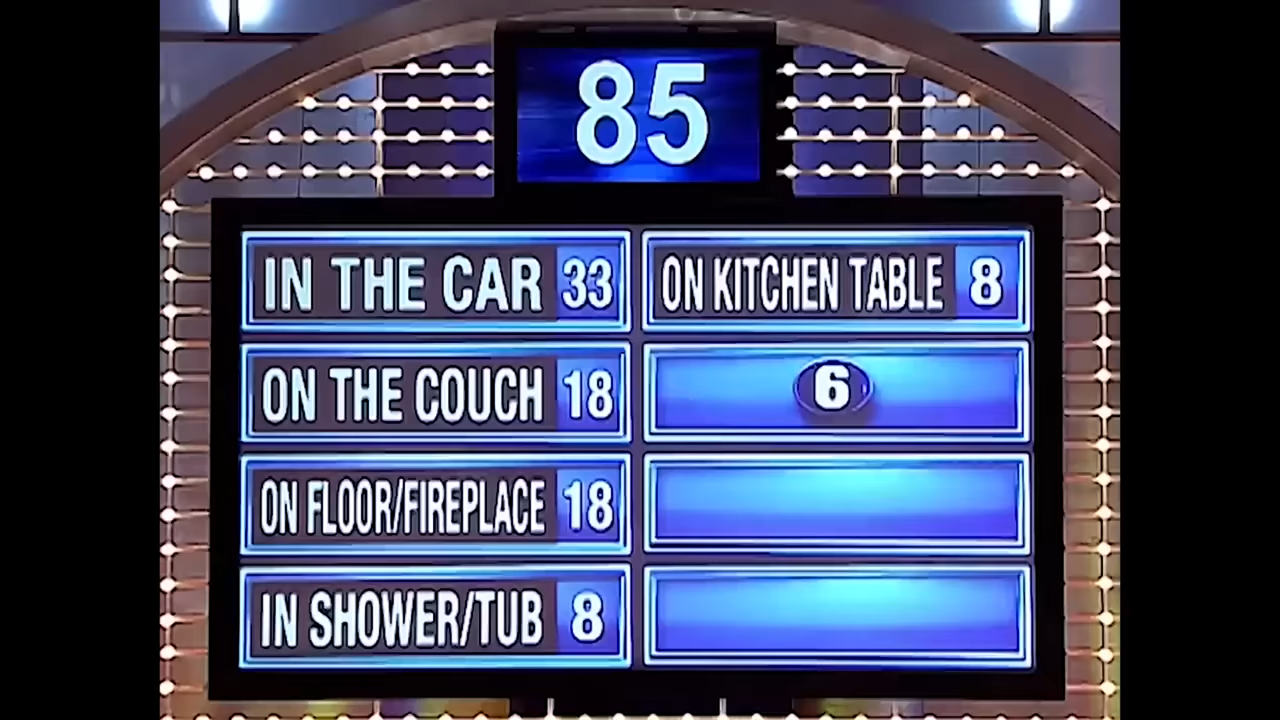 85
IN THE CAR 33
ON THE COUCH 18
ON FLOOR/FIREPLACE 18
IN SHOWER/TUB 8
ON KITCHEN TABLE 8
6